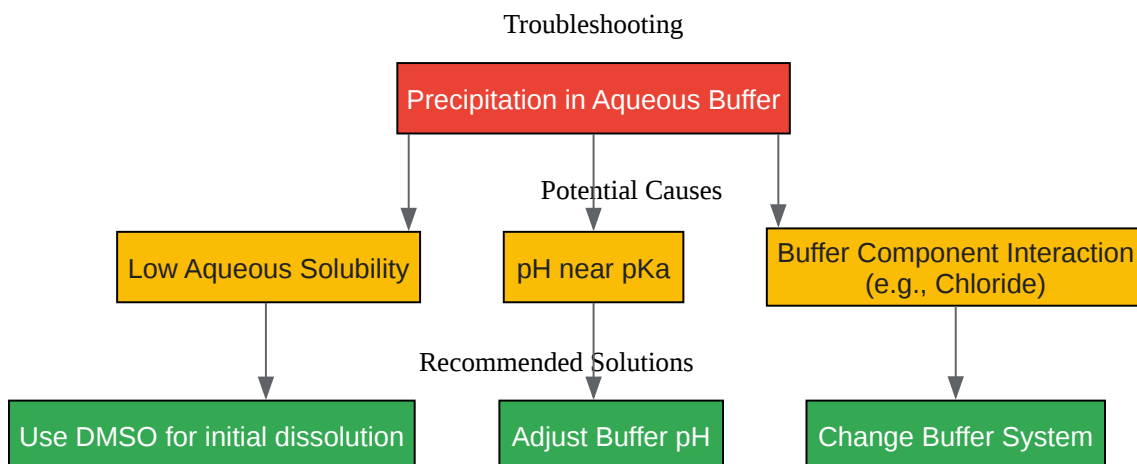 Troubleshooting
Precipitation in Aqueous Buffer
Potential Causes
Low Aqueous Solubility
pH near pKa
Buffer Component Interaction
(e.g., Chloride)
Recommended Solutions
Use DMSO for initial dissolution
Adjust Buffer pH
Change Buffer System